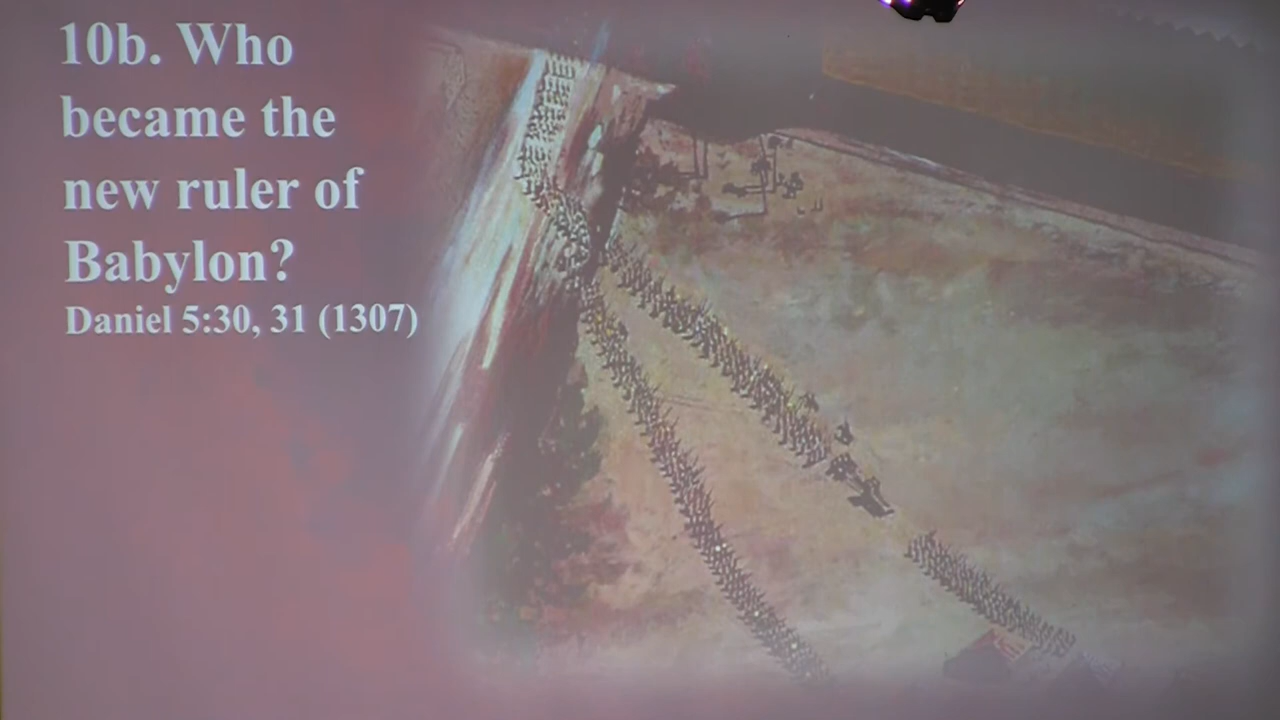 10b. Who
became the
new ruler of
Babylon?
Daniel 5:30, 31 (1307)